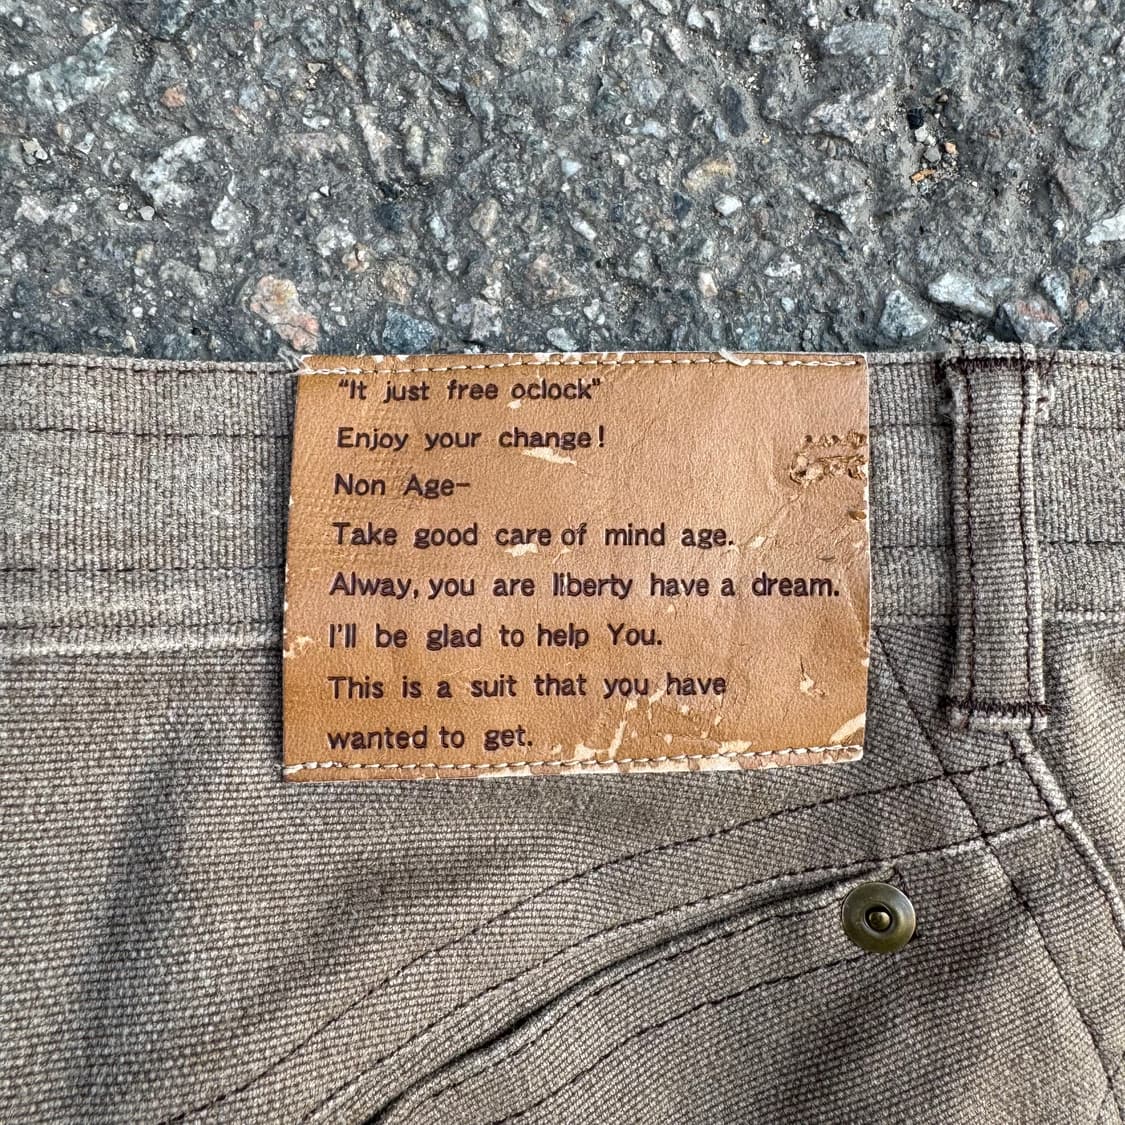 “It just free oclock”
Enjoy your change!
Non Age-
Take good care of mind age.
Alway, you are liberty have a dream.
I'll be glad to help You.
This is a suit that you have
wanted to get.